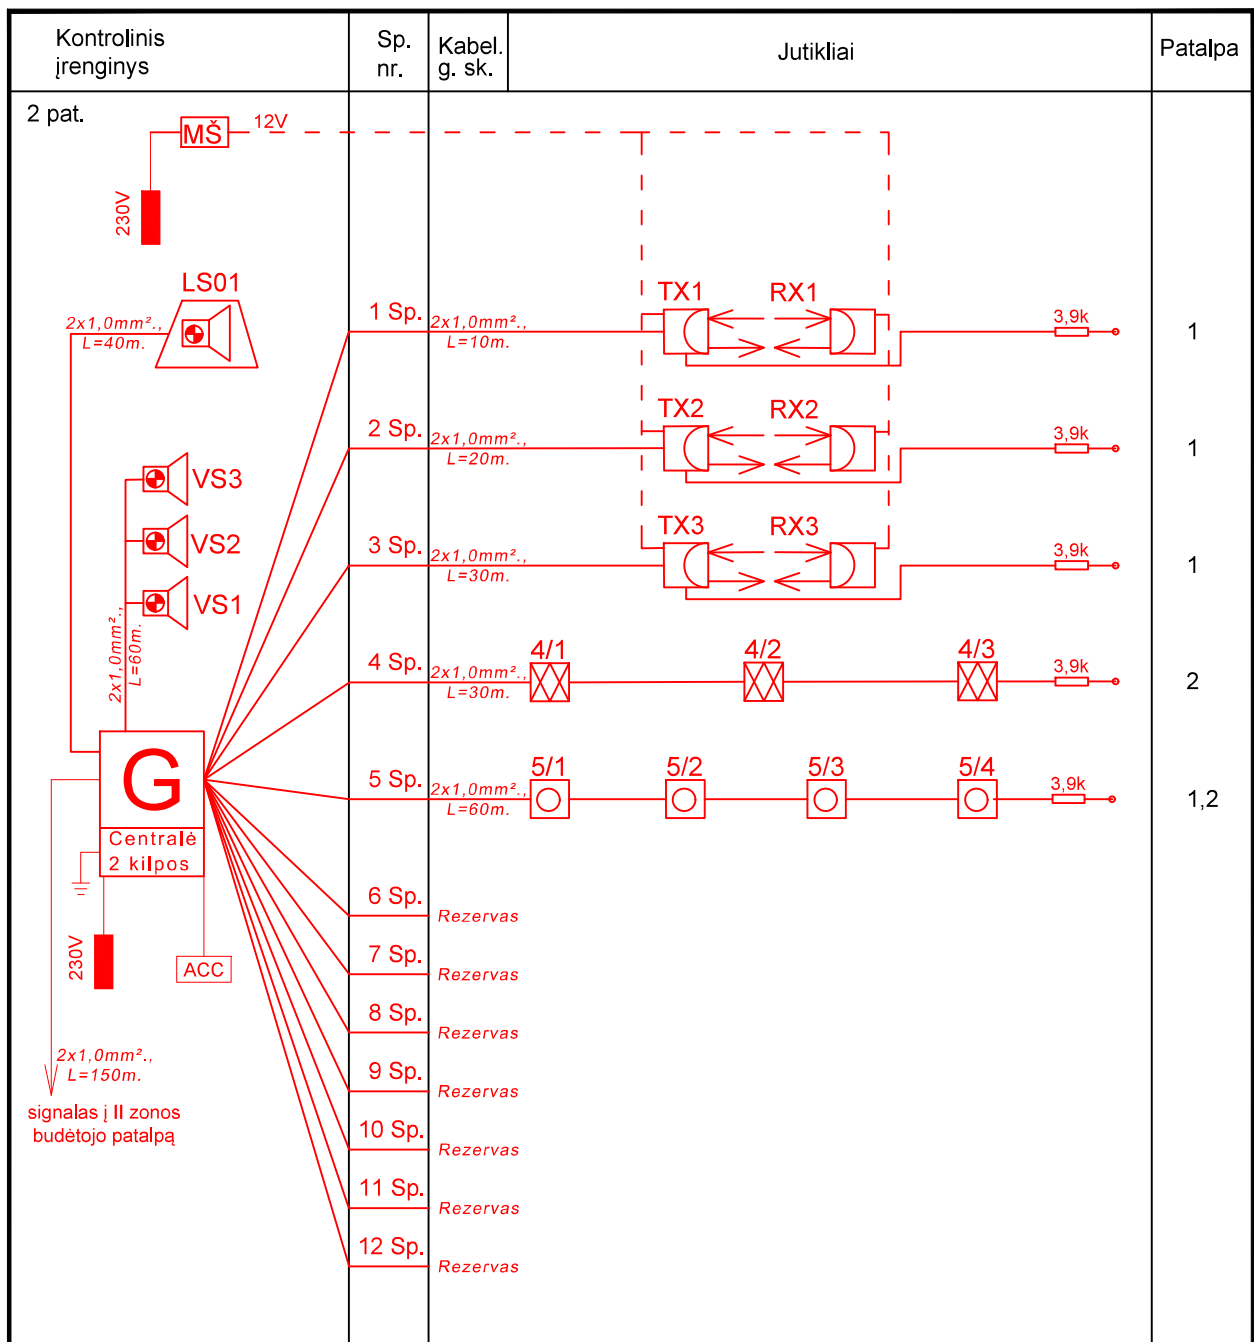 Kontrolinis
įrenginys
Sp.
nr.
Kabel.
g. sk.
Jutikliai
Patalpa
2 pat.
MŠ
12V
230V
LS01
2x1,0mm².,
L=40m.
VS3
VS2
VS1
2x1,0mm².,
L=60m.
G
Centralė
2 kilpos
230V
ACC
2x1,0mm².,
L=150m.
signalas į II zonos
budėtojo patalpą
1 Sp.
2x1,0mm².,
L=10m.
TX1
RX1
3,9k
1
2 Sp.
2x1,0mm².,
L=20m.
TX2
RX2
3,9k
1
3 Sp.
2x1,0mm².,
L=30m.
TX3
RX3
3,9k
1
4 Sp.
2x1,0mm².,
L=30m.
4/1
4/2
4/3
3,9k
2
5 Sp.
2x1,0mm².,
L=60m.
5/1
5/2
5/3
5/4
3,9k
1,2
6 Sp.
Rezervas
7 Sp.
Rezervas
8 Sp.
Rezervas
9 Sp.
Rezervas
10 Sp.
Rezervas
11 Sp.
Rezervas
12 Sp.
Rezervas